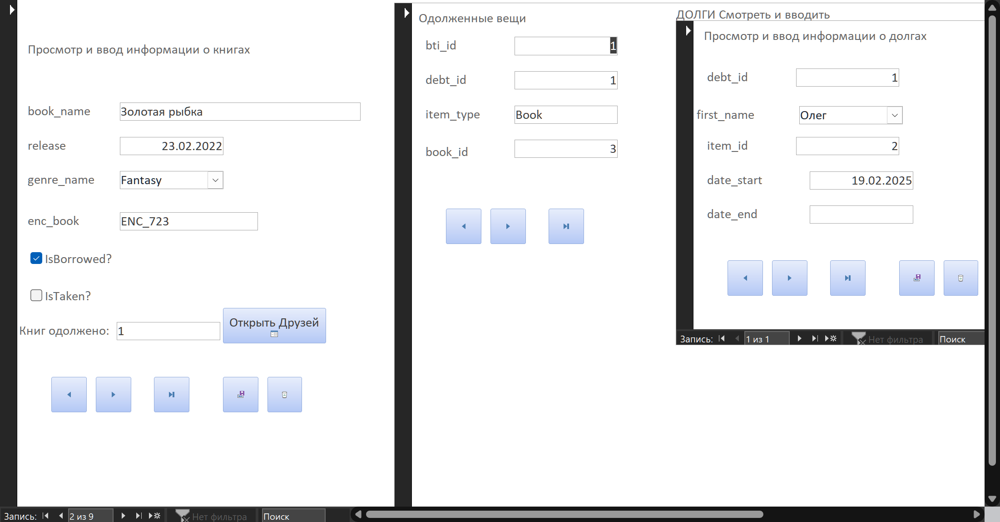 Просмотр и ввод информации о книгах
book_name
Золотая рыбка
release
23.02.2022
genre_name
Fantasy
enc_book
ENC_723
IsBorrowed?
IsTaken?
Книг одолжено:
1
Открыть Друзей
Одолженные вещи
bti_id
1
debt_id
1
item_type
Book
book_id
3
ДОЛГИ Смотреть и вводить
Просмотр и ввод информации о долгах
debt_id
1
first_name
Олег
item_id
2
date_start
19.02.2025
date_end
Запись:
1 из 1
Нет фильтра
Поиск
Запись:
2 из 9
Нет фильтра
Поиск